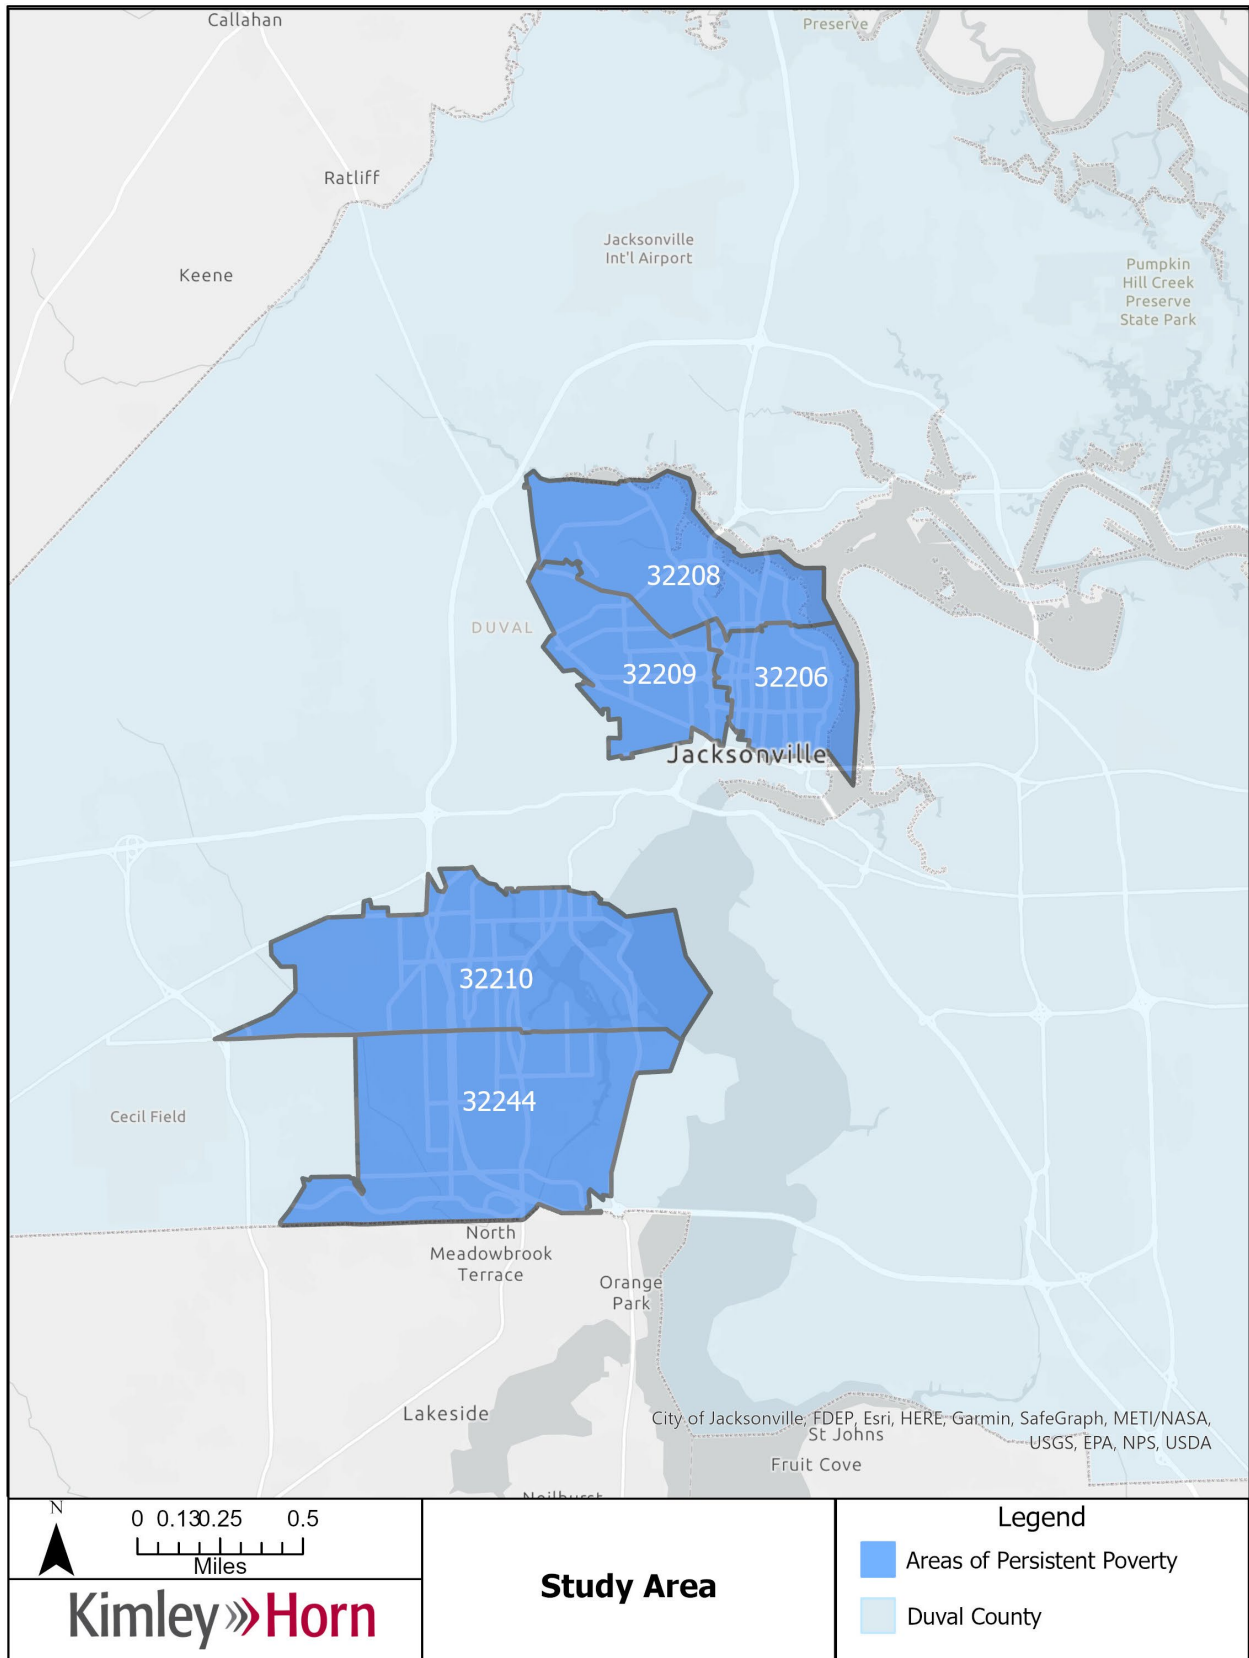 Callahan
Preserve
Ratliff
Jacksonville
Int'l Airport
Keene
Pumpkin
Hill Creek
Preserve
State Park
32208
DUVAL
32209
32206
Jacksonville
32210
32244
Cecil Field
North
Meadowbrook
Terrace
Orange
Park
Lakeside
City of Jacksonville, FDEP, Esri, HERE, Garmin, SafeGraph, METI/NASA,
St Johns
USGS, EPA, NPS, USDA
Fruit Cove
N
0 0.13 0.25 0.5
Miles
Kimley Horn
Study Area
Legend
Areas of Persistent Poverty
Duval County